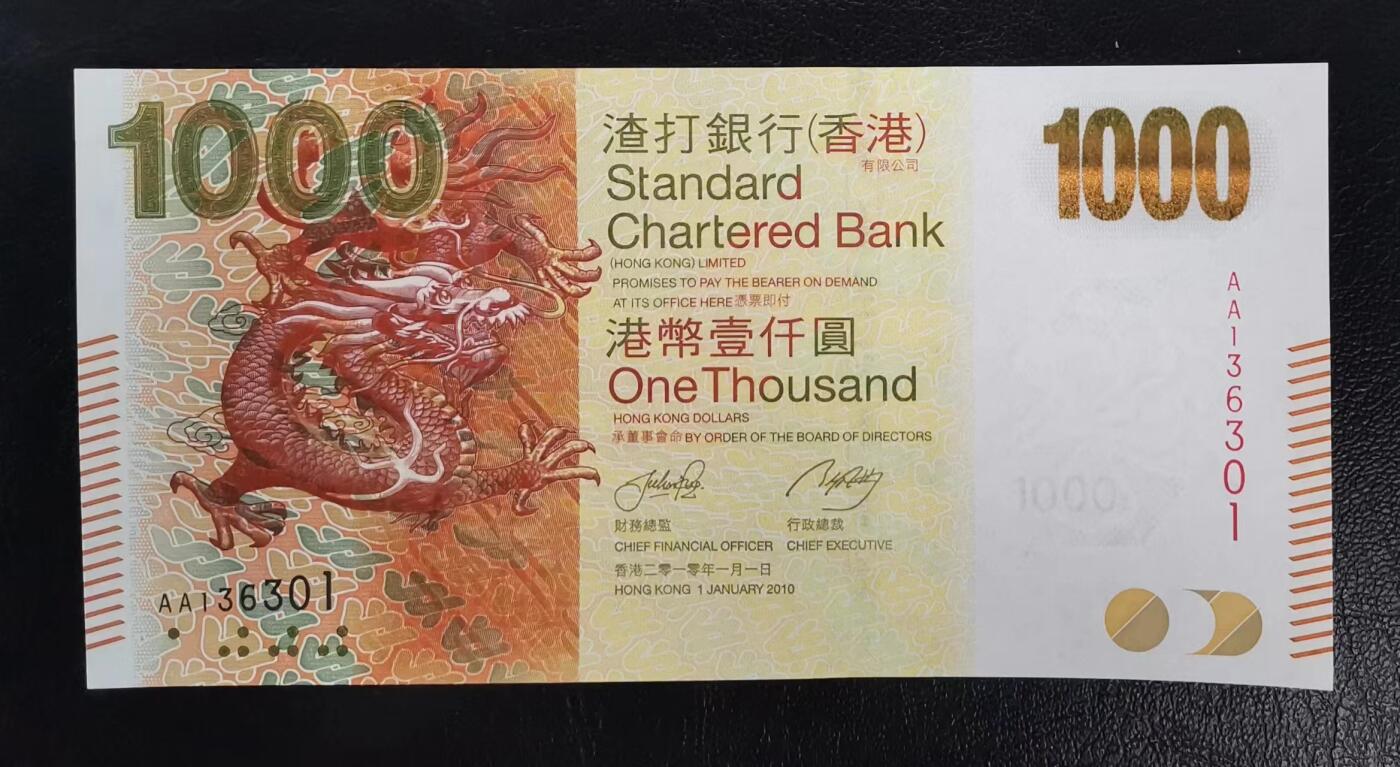 1000
渣打銀行(香港)
有限公司
Standard
Chartered Bank
(HONG KONG) LIMITED
PROMISES TO PAY THE BEARER ON DEMAND
AT ITS OFFICE HERE 憑票即付
港幣壹仟圓
One Thousand
HONG KONG DOLLARS
承董事會命 BY ORDER OF THE BOARD OF DIRECTORS
財務總監
行政總裁
CHIEF FINANCIAL OFFICER
CHIEF EXECUTIVE
香港二零一零年一月一日
HONG KONG 1 JANUARY 2010
AA136301
1000
AA136301
1000